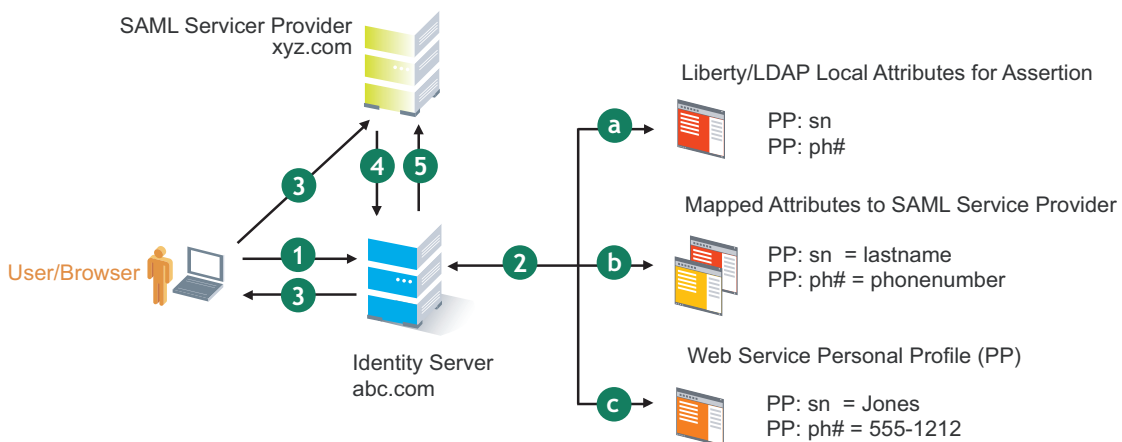 SAML Servicer Provider
xyz.com
Liberty/LDAP Local Attributes for Assertion
a
PP: sn
PP: ph#
4
5
3
Mapped Attributes to SAML Service Provider
User/Browser
1
2
b
PP: sn = lastname
PP: ph# = phonenumber
3
Identity Server
abc.com
Web Service Personal Profile (PP)
c
PP: sn = Jones
PP: ph# = 555-1212